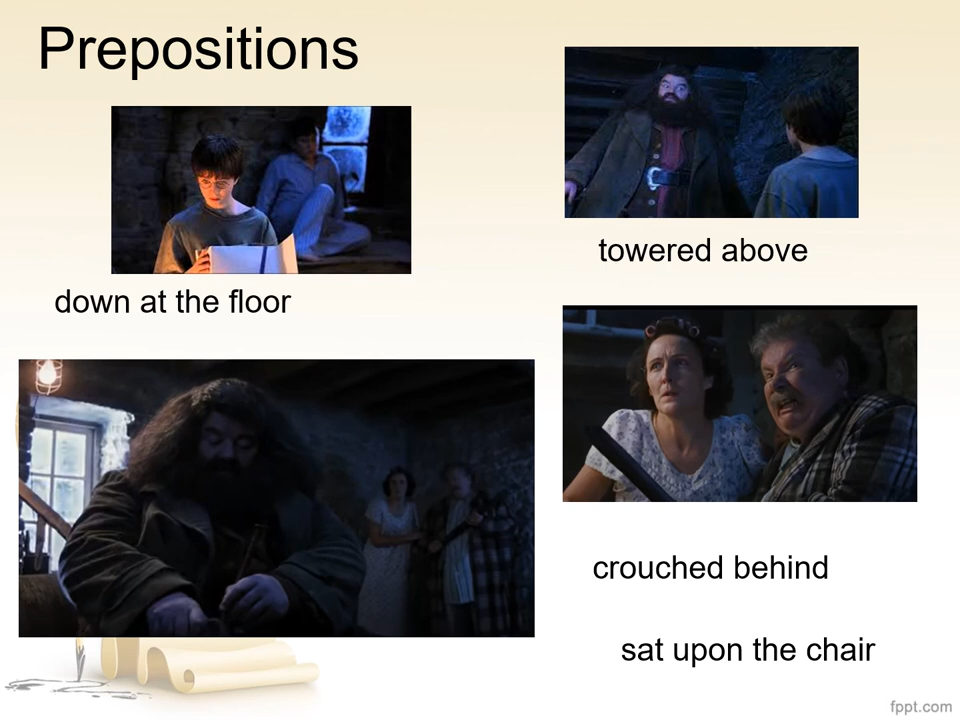 Prepositions
towered above
down at the floor
crouched behind
sat upon the chair
fppt.com